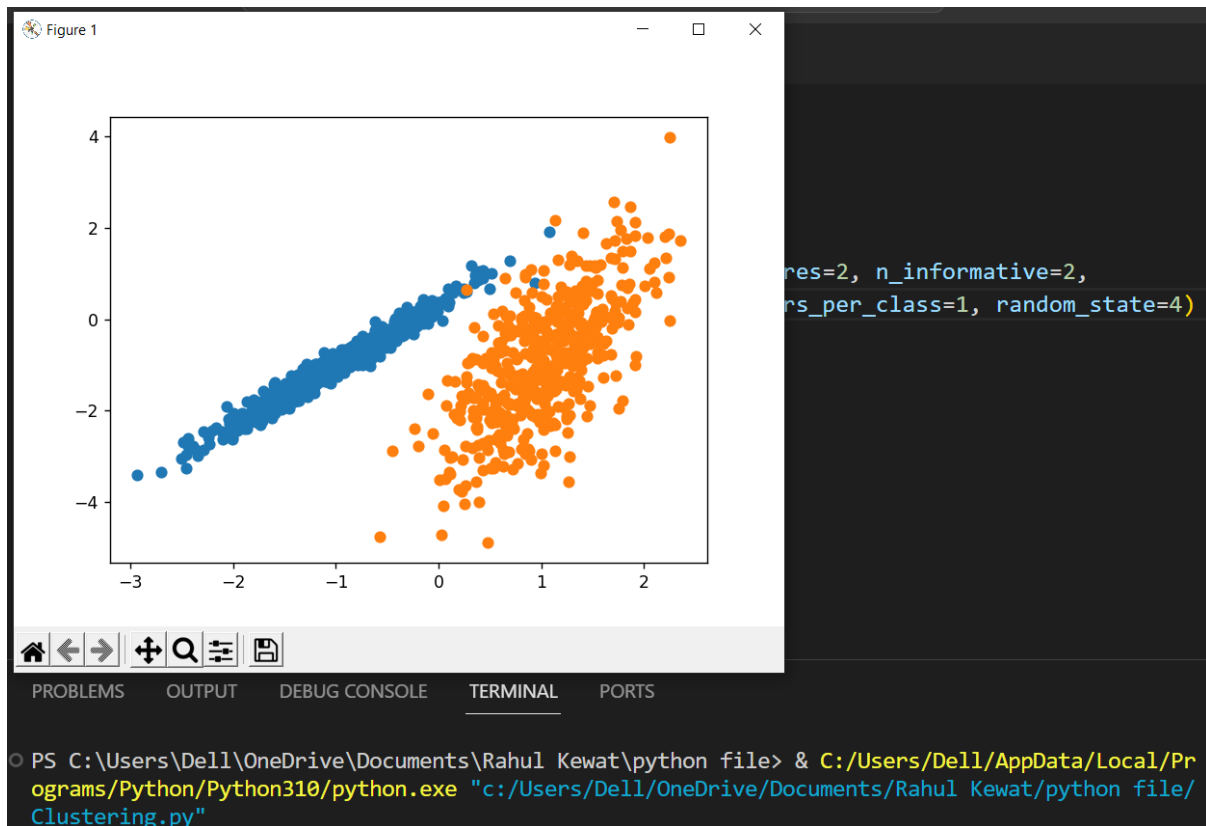 Figure 1
4
2
0
−2
−4
−3
−2
−1
0
1
2
res=2, n_informative=2,
rs_per_class=1, random_state=4)
PROBLEMS
OUTPUT
DEBUG CONSOLE
TERMINAL
PORTS
PS C:\Users\Dell\OneDrive\Documents\Rahul Kewat\python file> & C:/Users/Dell/AppData/Local/Pr
ograms/Python/Python310/python.exe "c:/Users/Dell/OneDrive/Documents/Rahul Kewat/python file/
Clustering.py"